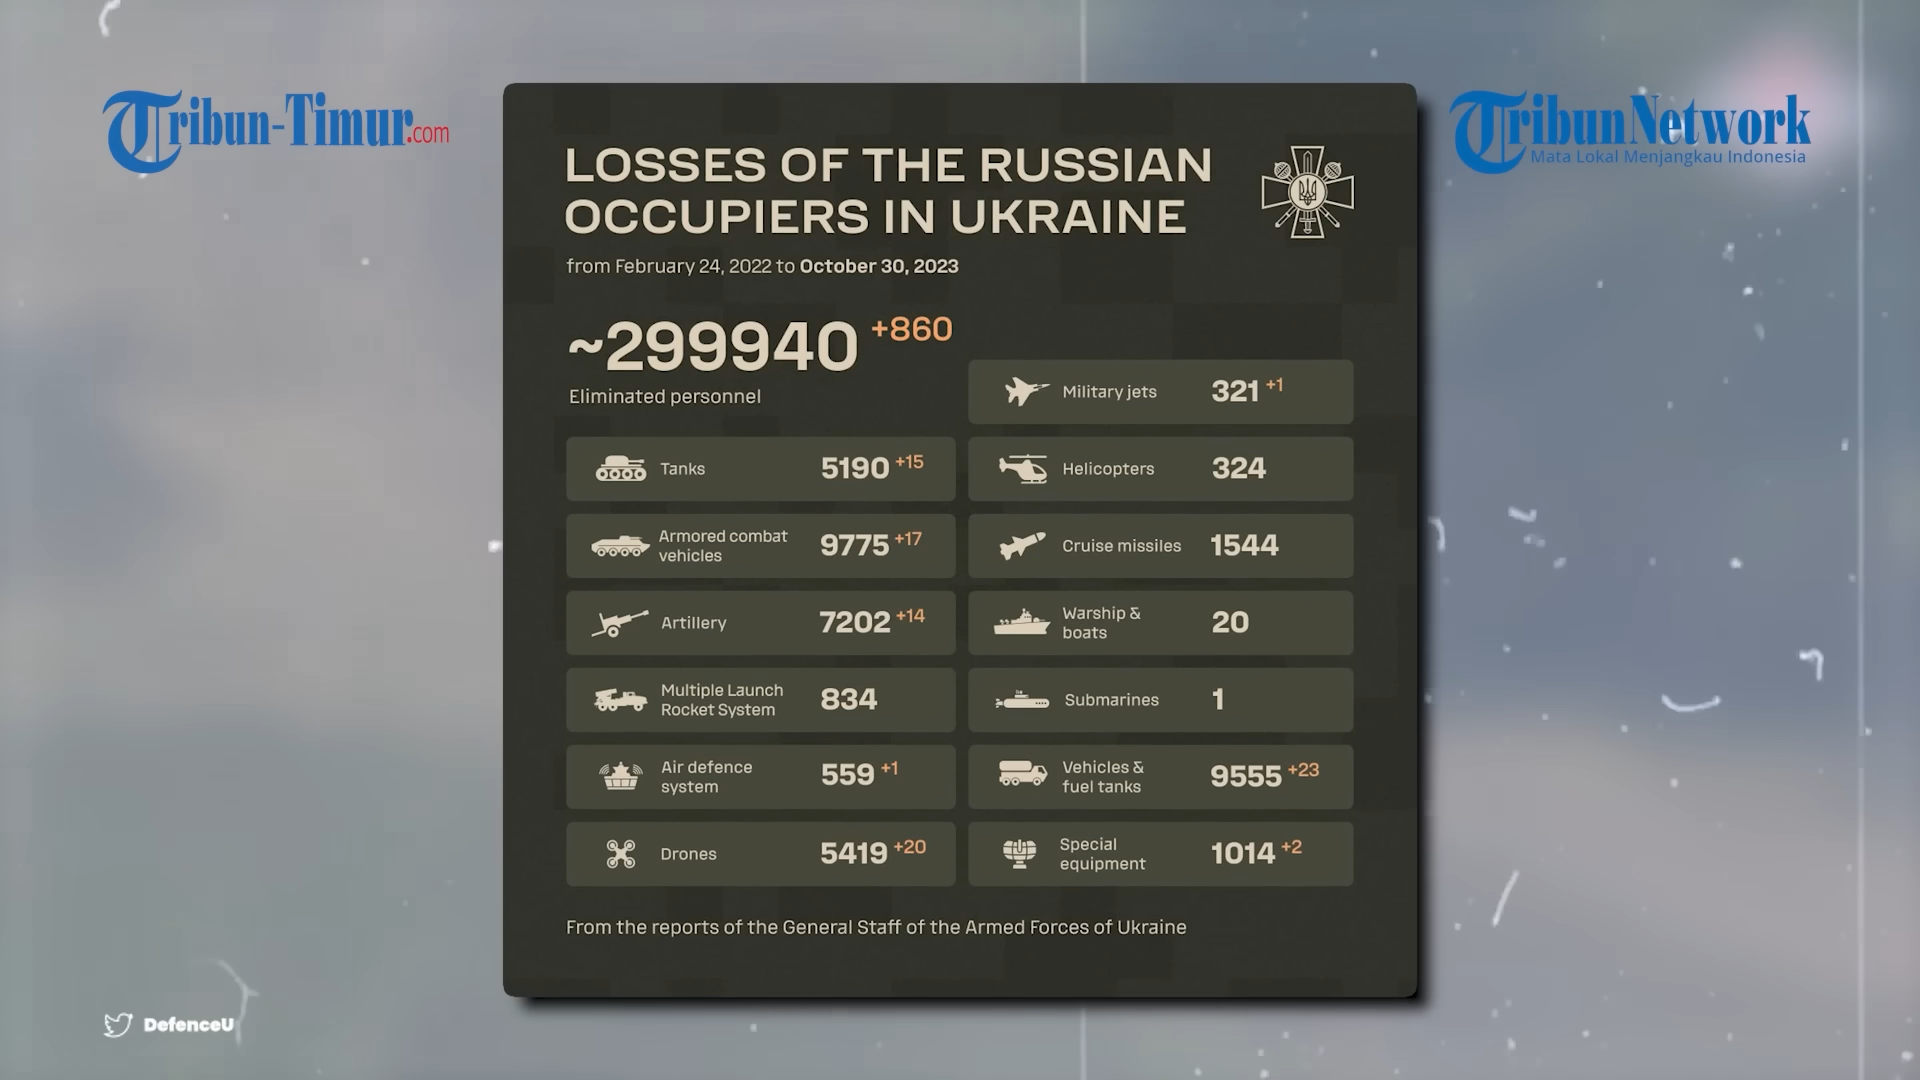 Tribun-Timur.com
TribunNetwork
Mata Lokal Menjangkau Indonesia
LOSSES OF THE RUSSIAN
OCCUPIERS IN UKRAINE
from February 24, 2022 to October 30, 2023
~299940 +860
Eliminated personnel
Military jets 321 +1
Tanks 5190 +15
Helicopters 324
Armored combat
vehicles 9775 +17
Cruise missiles 1544
Artillery 7202 +14
Warship &
boats 20
Multiple Launch
Rocket System 834
Submarines 1
Air defence
system 559 +1
Vehicles &
fuel tanks 9555 +23
Drones 5419 +20
Special
equipment 1014 +2
From the reports of the General Staff of the Armed Forces of Ukraine
DefenceU